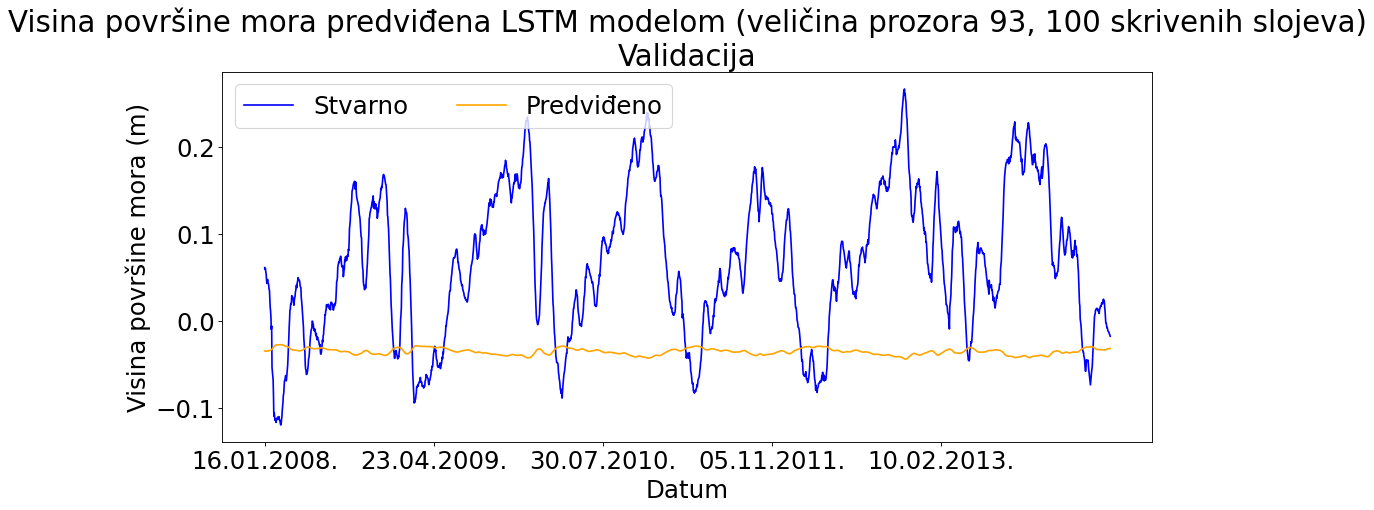 Visina površine mora predviđena LSTM modelom (veličina prozora 93, 100 skrivenih slojeva)
Validacija
Stvarno Predviđeno
Visina površine mora (m)
0.2
0.1
0.0
−0.1
16.01.2008. 23.04.2009. 30.07.2010. 05.11.2011. 10.02.2013.
Datum